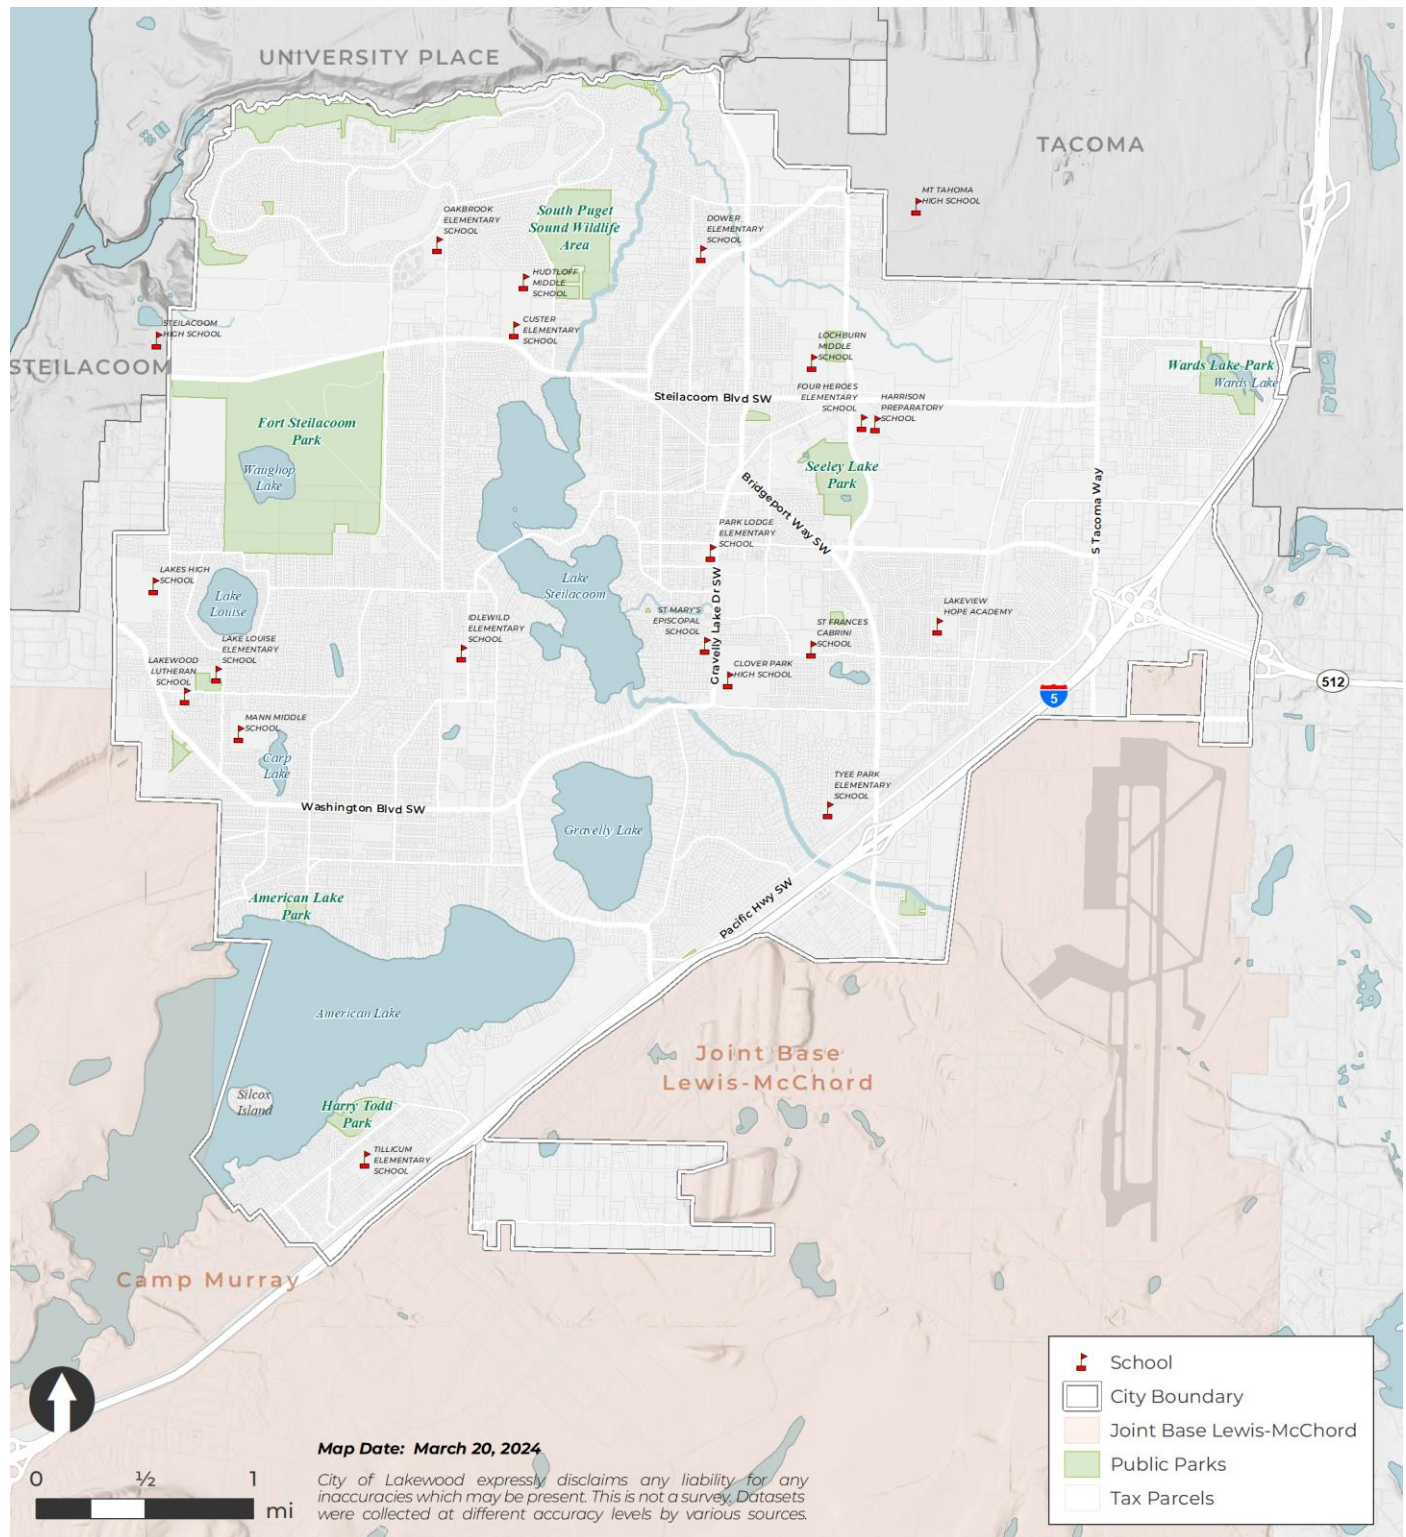 UNIVERSITY PLACE
TACOMA
MT TAHOMA
HIGH SCHOOL
OAKBROOK
ELEMENTARY
SCHOOL
South Puget
Sound Wildlife
Area
DOWER
ELEMENTARY
SCHOOL
HUDTLOFF
MIDDLE
SCHOOL
CUSTER
ELEMENTARY
SCHOOL
STEILACOOM
HIGH SCHOOL
STEILACOOM
LOCHBURN
MIDDLE
SCHOOL
Wards Lake Park
Wards Lake
Steilacoom Blvd SW
FOUR HEROES
ELEMENTARY
SCHOOL
HARRISON
PREPARATORY
SCHOOL
Fort Steilacoom
Park
Waughop
Lake
Seeley Lake
Park
Bridgeport Way SW
S Tacoma Way
PARK LODGE
ELEMENTARY
SCHOOL
LAKES HIGH
SCHOOL
Lake
Louise
Lake
Steilacoom
Gravelly Lake Dr SW
LAKEVIEW
HOPE ACADEMY
ST MARY'S
EPISCOPAL
SCHOOL
ST FRANCES
CABRINI
SCHOOL
IDLEWILD
ELEMENTARY
SCHOOL
LAKE LOUISE
ELEMENTARY
SCHOOL
LAKEWOOD
LUTHERAN
SCHOOL
CLOVER PARK
HIGH SCHOOL
512
5
MANN MIDDLE
SCHOOL
Carp
Lake
TYEE PARK
ELEMENTARY
SCHOOL
Washington Blvd SW
Gravelly Lake
American Lake
Park
Pacific Hwy SW
American Lake
Joint Base
Lewis-McChord
Silcox
Island
Harry Todd
Park
TILLICUM
ELEMENTARY
SCHOOL
Camp Murray
School
City Boundary
Joint Base Lewis-McChord
Public Parks
Tax Parcels
Map Date: March 20, 2024
City of Lakewood expressly disclaims any liability for any
inaccuracies which may be present. This is not a survey. Datasets
were collected at different accuracy levels by various sources.
0 ½ 1
mi